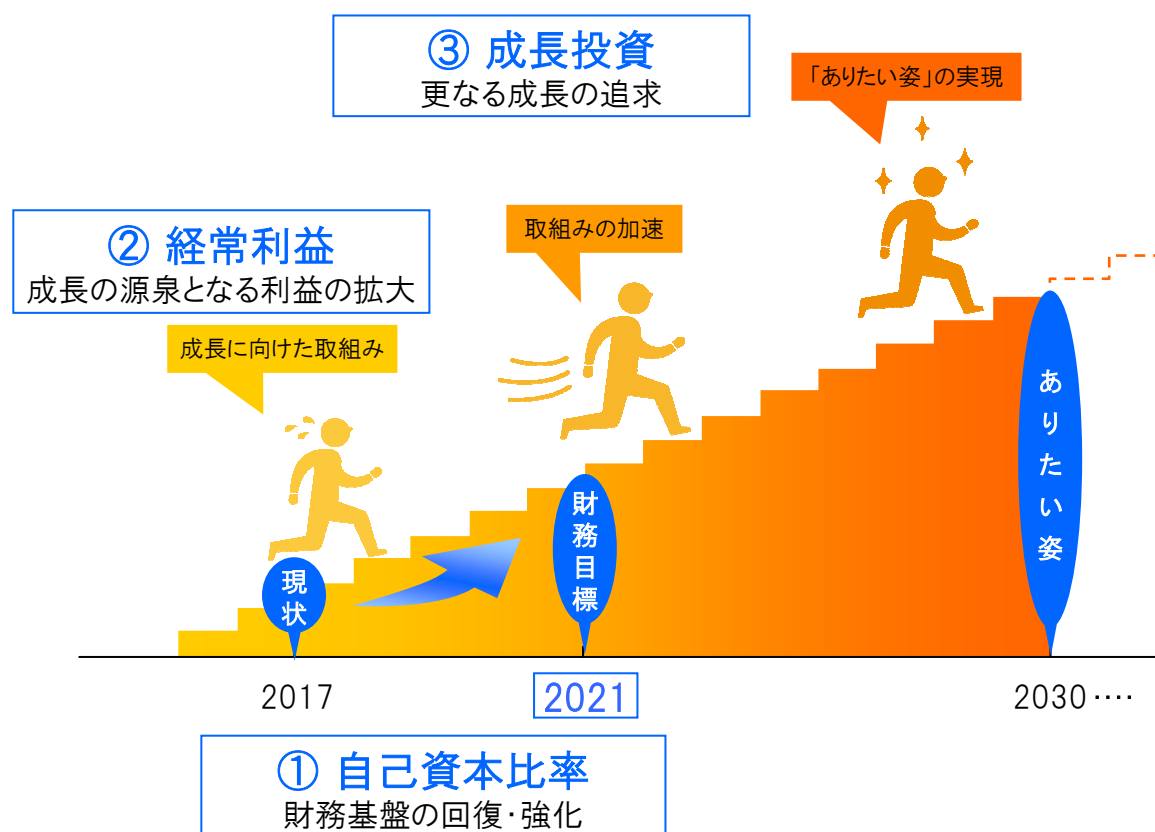 ③ 成長投資
更なる成長の追求
「ありたい姿」の実現
② 経常利益
成長の源泉となる利益の拡大
取組みの加速
成長に向けた取組み
現状
財務目標
ありたい姿
2017
2021
2030‥‥
① 自己資本比率
財務基盤の回復・強化